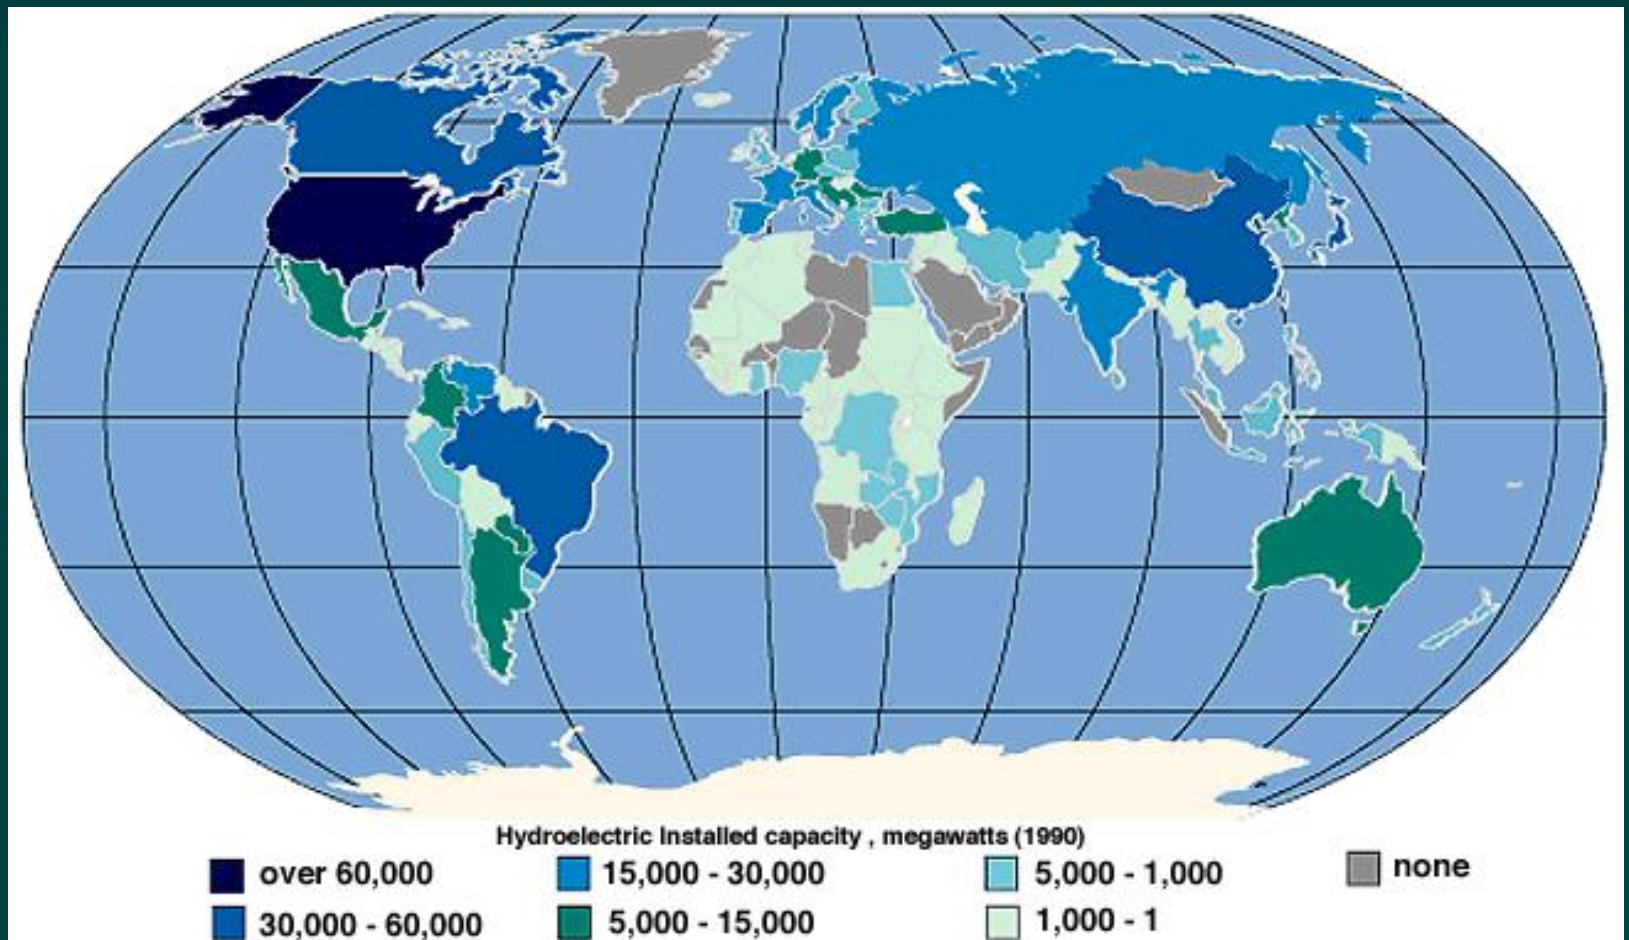 Hydroelectric Installed capacity , megawatts (1990)
over 60,000
15,000 - 30,000
5,000 - 1,000
none
30,000 - 60,000
5,000 - 15,000
1,000 - 1